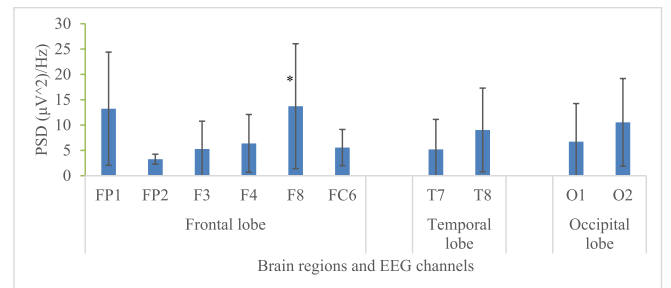 30
25
20
15
10
5
0
PSD (µV^2)/Hz)
*
FP1 FP2 F3 F4 F8 FC6 T7 T8 O1 O2
Frontal lobe Temporal lobe Occipital lobe
Brain regions and EEG channels